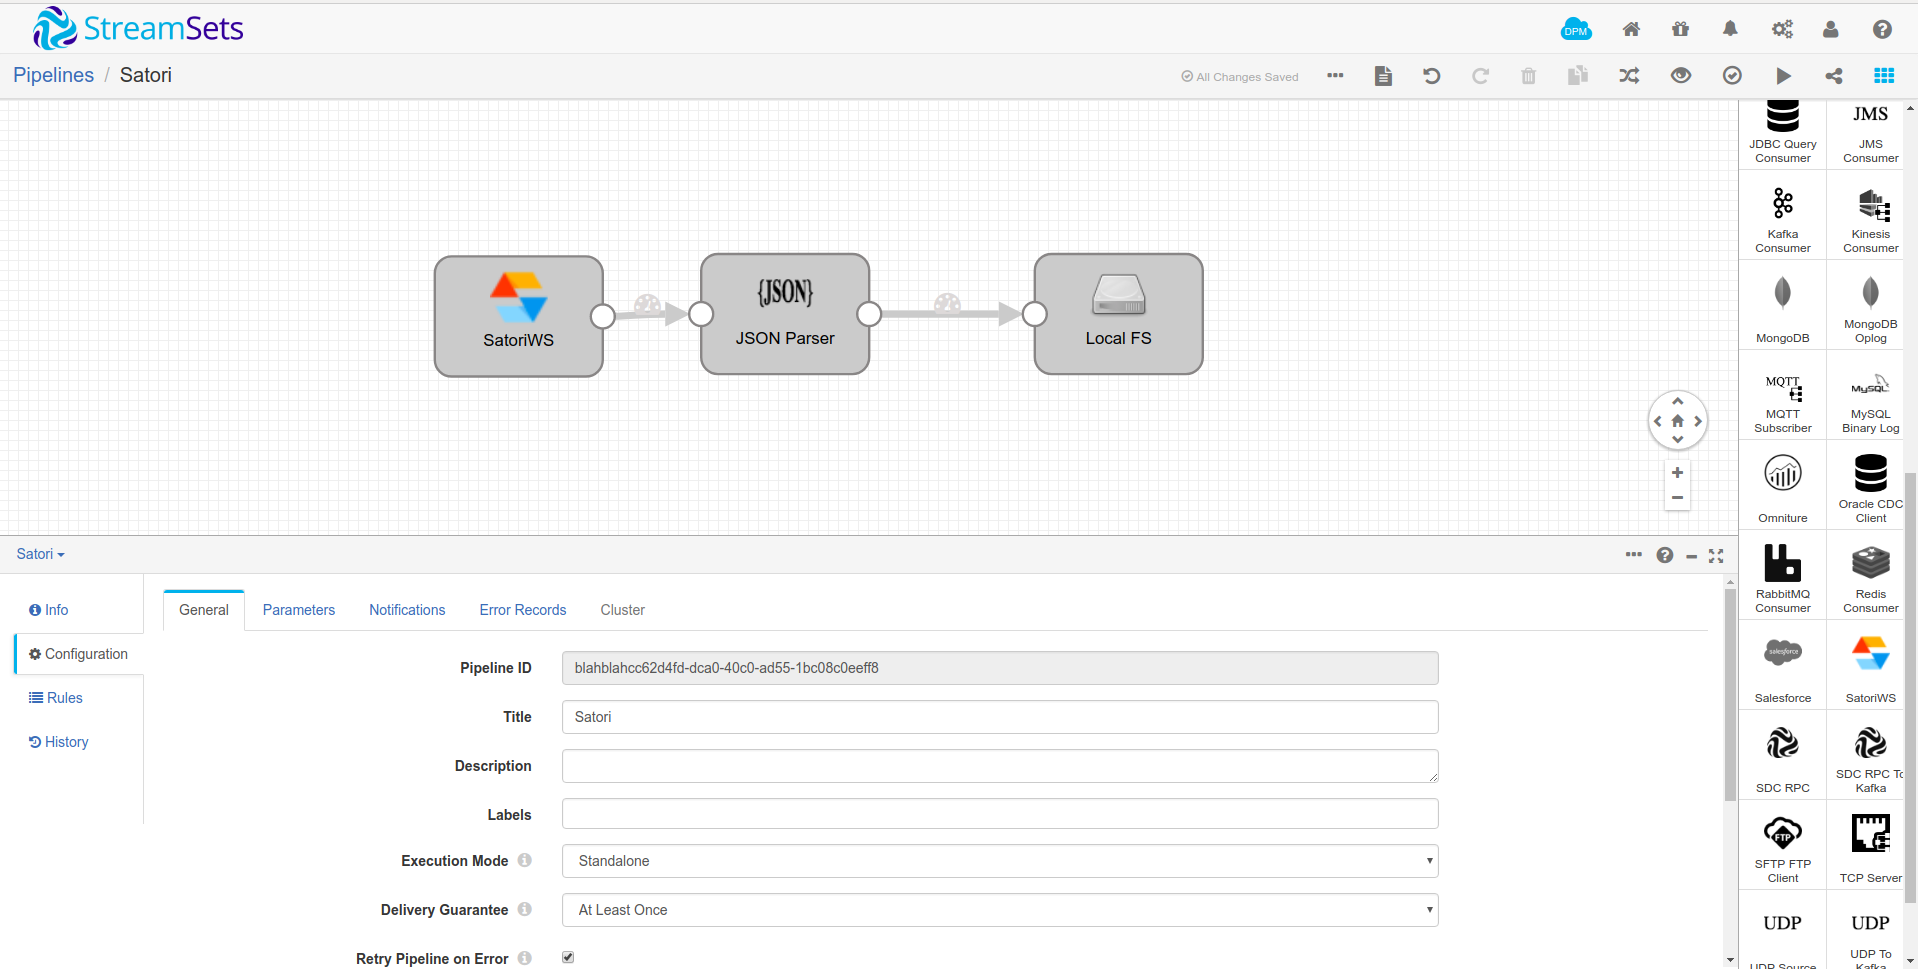 StreamSets
DPM
Pipelines / Satori
All Changes Saved
SatoriWS
{JSON}
JSON Parser
Local FS
JDBC Query
Consumer
JMS
JMS
Consumer
Kafka
Consumer
Kinesis
Consumer
MongoDB
MongoDB
Oplog
MQTT
MQTT
Subscriber
MySQL
MySQL
Binary Log
Omniture
Oracle CDC
Client
RabbitMQ
Consumer
Redis
Consumer
salesforce
Salesforce
SatoriWS
SDC RPC
SDC RPC To
Kafka
FTP
SFTP FTP
Client
TCP Server
UDP
UDP Source
UDP
UDP To
Kafka
Satori
Info
Configuration
Rules
History
General Parameters Notifications Error Records Cluster
Pipeline ID blahblahcc62d4fd-dca0-40c0-ad55-1bc08c0eeff8
Title Satori
Description
Labels
Execution Mode Standalone
Delivery Guarantee At Least Once
Retry Pipeline on Error